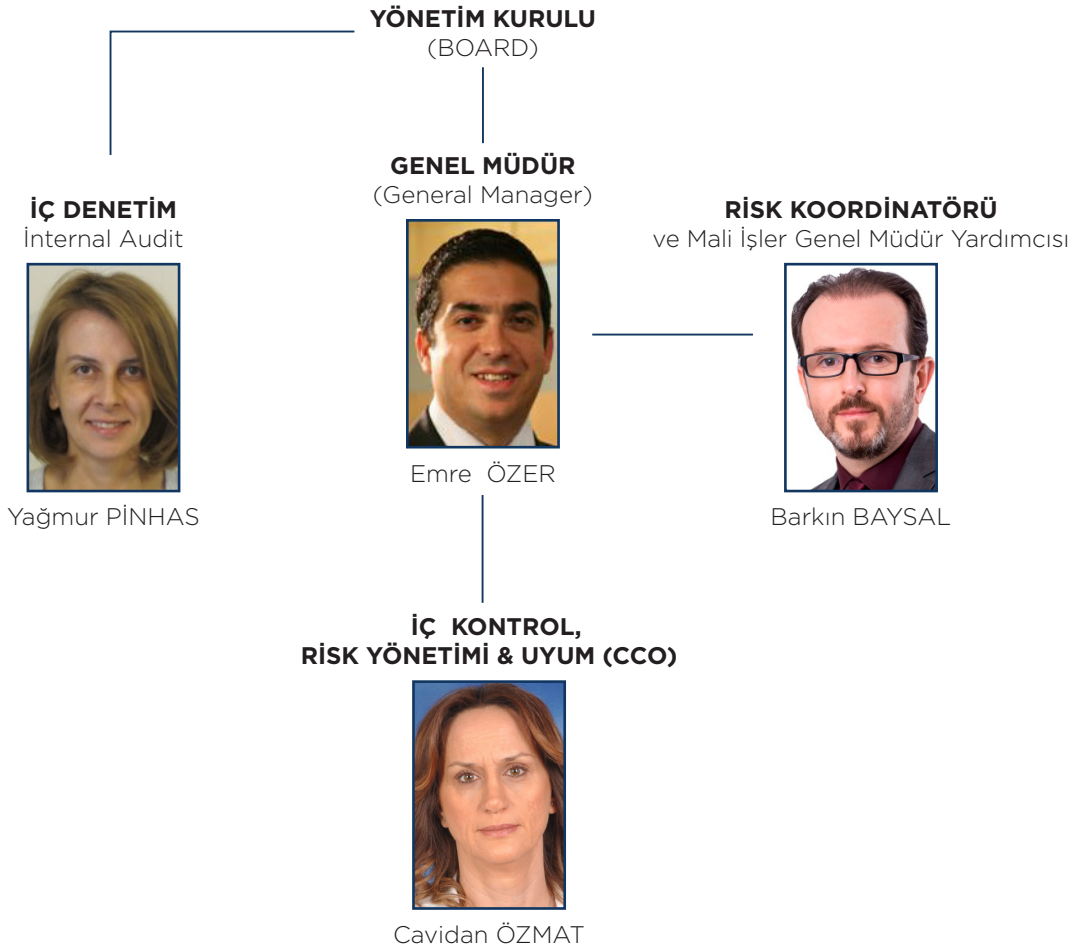 YÖNETİM KURULU
(BOARD)
GENEL MÜDÜR
(General Manager)
İÇ DENETİM
İnternal Audit
RİSK KOORDİNATÖRÜ
ve Mali İşler Genel Müdür Yardımcısı
Emre ÖZER
Yağmur PİNHAS
Barkın BAYSAL
İÇ KONTROL,
RİSK YÖNETİMİ & UYUM (CCO)
Cavidan ÖZMAT